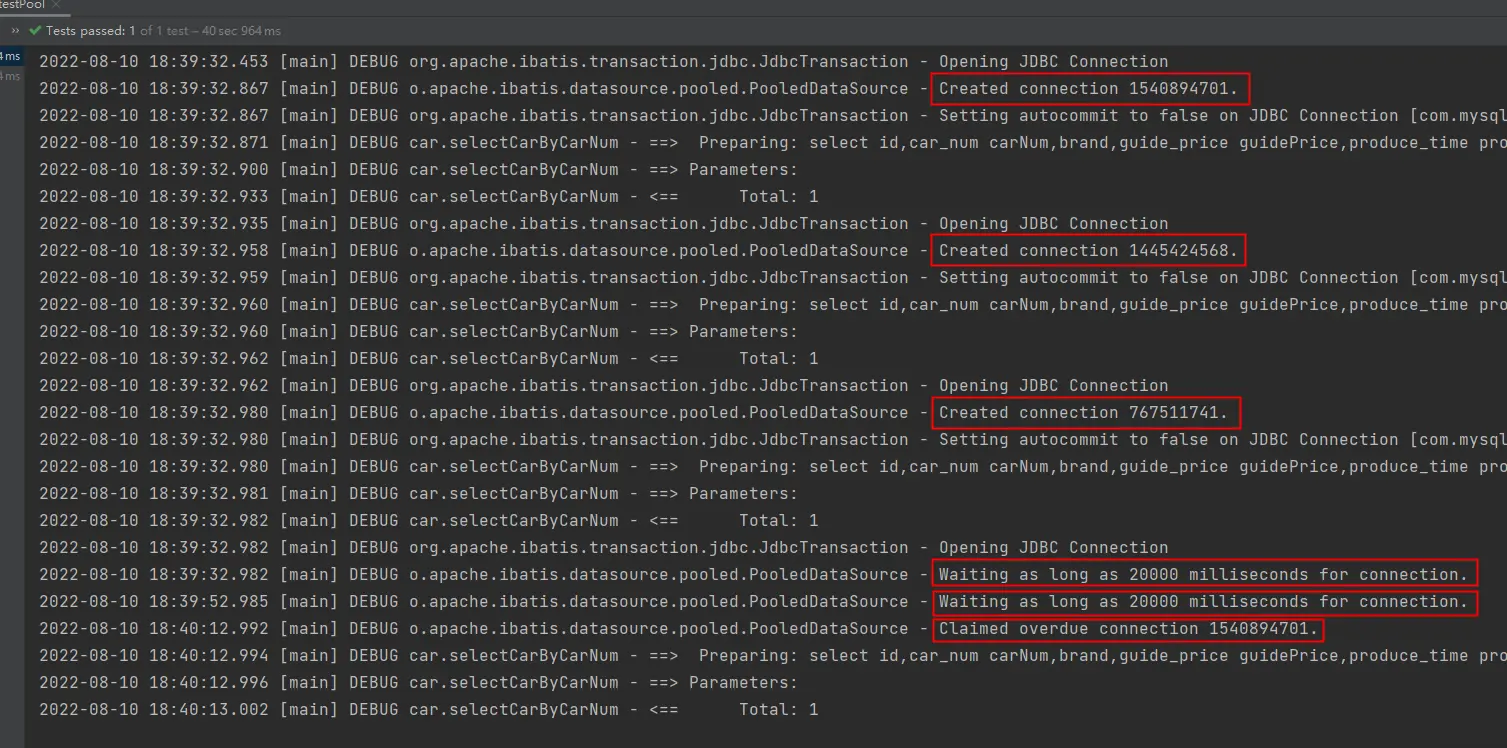 testPool ×
» Tests passed: 1 of 1 test – 40 sec 964 ms
4 ms
4 ms
2022-08-10 18:39:32.453 [main] DEBUG org.apache.ibatis.transaction.jdbc.JdbcTransaction - Opening JDBC Connection
2022-08-10 18:39:32.867 [main] DEBUG o.apache.ibatis.datasource.pooled.PooledDataSource - Created connection 1540894701.
2022-08-10 18:39:32.867 [main] DEBUG org.apache.ibatis.transaction.jdbc.JdbcTransaction - Setting autocommit to false on JDBC Connection [com.mysql
2022-08-10 18:39:32.871 [main] DEBUG car.selectCarByCarNum - ==>  Preparing: select id,car_num carNum,brand,guide_price guidePrice,produce_time pro
2022-08-10 18:39:32.900 [main] DEBUG car.selectCarByCarNum - ==> Parameters:
2022-08-10 18:39:32.933 [main] DEBUG car.selectCarByCarNum - <==      Total: 1
2022-08-10 18:39:32.935 [main] DEBUG org.apache.ibatis.transaction.jdbc.JdbcTransaction - Opening JDBC Connection
2022-08-10 18:39:32.958 [main] DEBUG o.apache.ibatis.datasource.pooled.PooledDataSource - Created connection 1445424568.
2022-08-10 18:39:32.959 [main] DEBUG org.apache.ibatis.transaction.jdbc.JdbcTransaction - Setting autocommit to false on JDBC Connection [com.mysql
2022-08-10 18:39:32.960 [main] DEBUG car.selectCarByCarNum - ==>  Preparing: select id,car_num carNum,brand,guide_price guidePrice,produce_time pro
2022-08-10 18:39:32.960 [main] DEBUG car.selectCarByCarNum - ==> Parameters:
2022-08-10 18:39:32.962 [main] DEBUG car.selectCarByCarNum - <==      Total: 1
2022-08-10 18:39:32.962 [main] DEBUG org.apache.ibatis.transaction.jdbc.JdbcTransaction - Opening JDBC Connection
2022-08-10 18:39:32.980 [main] DEBUG o.apache.ibatis.datasource.pooled.PooledDataSource - Created connection 767511741.
2022-08-10 18:39:32.980 [main] DEBUG org.apache.ibatis.transaction.jdbc.JdbcTransaction - Setting autocommit to false on JDBC Connection [com.mysql
2022-08-10 18:39:32.980 [main] DEBUG car.selectCarByCarNum - ==>  Preparing: select id,car_num carNum,brand,guide_price guidePrice,produce_time pro
2022-08-10 18:39:32.981 [main] DEBUG car.selectCarByCarNum - ==> Parameters:
2022-08-10 18:39:32.982 [main] DEBUG car.selectCarByCarNum - <==      Total: 1
2022-08-10 18:39:32.982 [main] DEBUG org.apache.ibatis.transaction.jdbc.JdbcTransaction - Opening JDBC Connection
2022-08-10 18:39:32.982 [main] DEBUG o.apache.ibatis.datasource.pooled.PooledDataSource - Waiting as long as 20000 milliseconds for connection.
2022-08-10 18:39:52.985 [main] DEBUG o.apache.ibatis.datasource.pooled.PooledDataSource - Waiting as long as 20000 milliseconds for connection.
2022-08-10 18:40:12.992 [main] DEBUG o.apache.ibatis.datasource.pooled.PooledDataSource - Claimed overdue connection 1540894701.
2022-08-10 18:40:12.994 [main] DEBUG car.selectCarByCarNum - ==>  Preparing: select id,car_num carNum,brand,guide_price guidePrice,produce_time pro
2022-08-10 18:40:12.996 [main] DEBUG car.selectCarByCarNum - ==> Parameters:
2022-08-10 18:40:13.002 [main] DEBUG car.selectCarByCarNum - <==      Total: 1